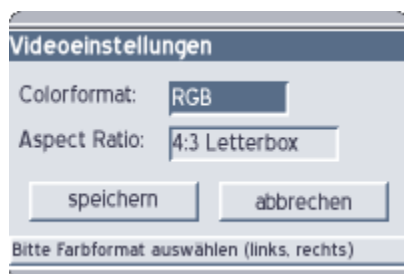 Videoeinstellungen
Colorformat: RGB
Aspect Ratio: 4:3 Letterbox
speichern abbrechen
Bitte Farbformat auswählen (links, rechts)